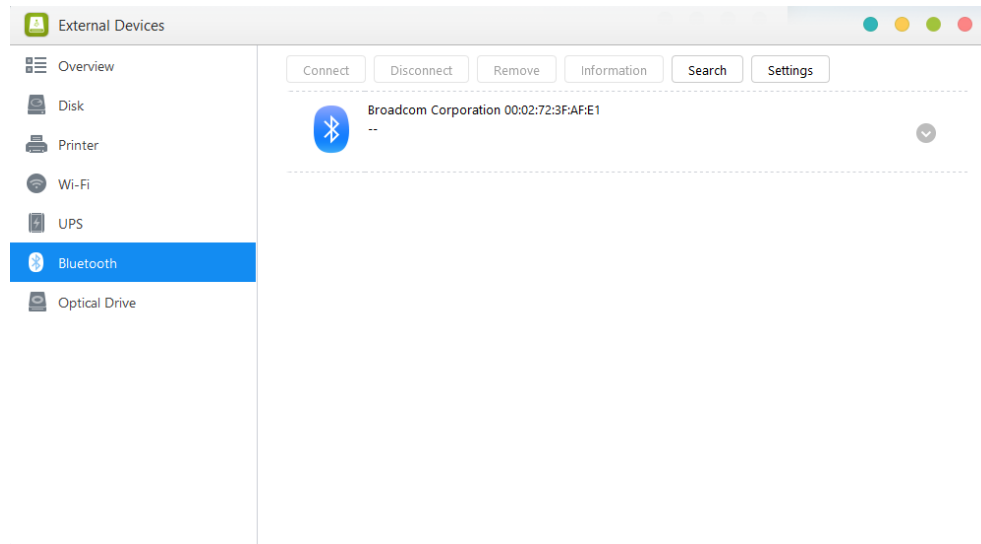 External Devices
Overview
Disk
Printer
Wi-Fi
UPS
Bluetooth
Optical Drive
Connect Disconnect Remove Information Search Settings
Broadcom Corporation 00:02:72:3F:AF:E1
--